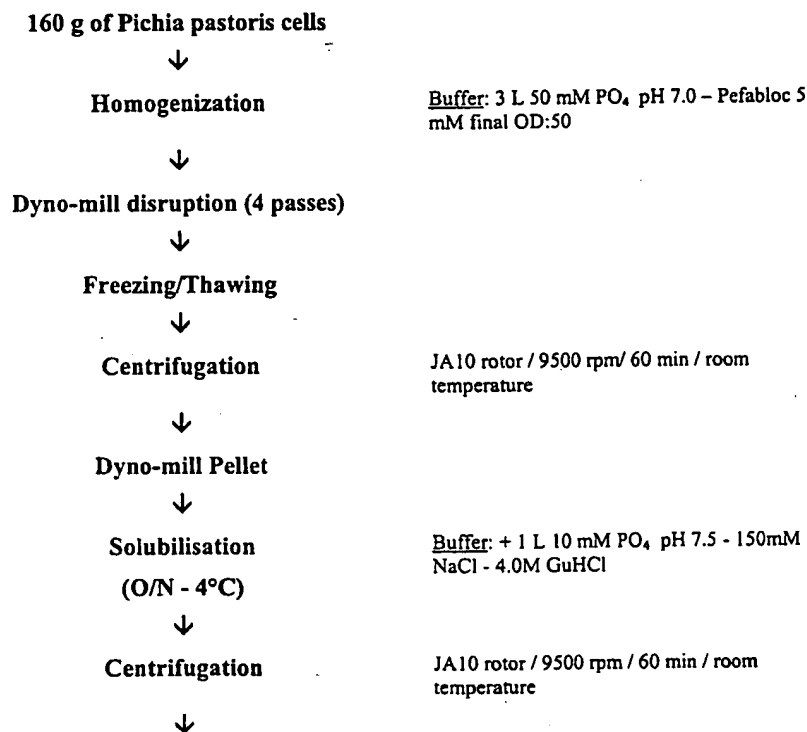 160 g of Pichia pastoris cells
↓
Homogenization
Buffer: 3 L 50 mM PO₄ pH 7.0 – Pefabloc 5
mM final OD:50
↓
Dyno-mill disruption (4 passes)
↓
Freezing/Thawing
↓
Centrifugation
JA10 rotor / 9500 rpm/ 60 min / room
temperature
↓
Dyno-mill Pellet
↓
Solubilisation
(O/N - 4°C)
Buffer: + 1 L 10 mM PO₄ pH 7.5 - 150mM
NaCl - 4.0M GuHCl
↓
Centrifugation
JA10 rotor / 9500 rpm / 60 min / room
temperature
↓